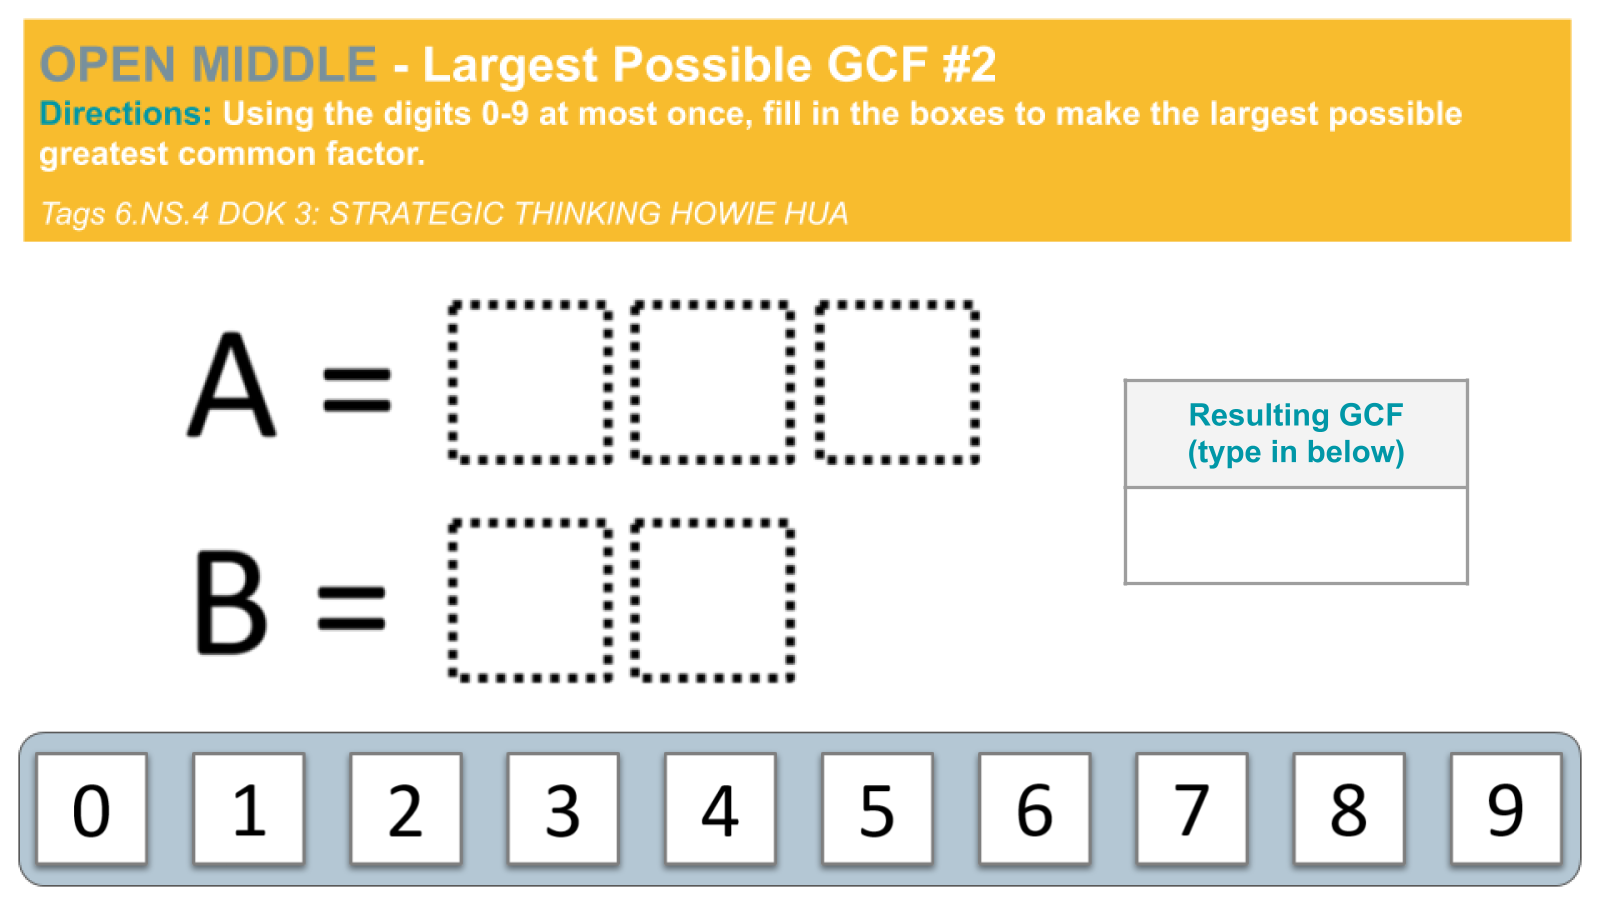 OPEN MIDDLE - Largest Possible GCF #2
Directions: Using the digits 0-9 at most once, fill in the boxes to make the largest possible
greatest common factor.
Tags 6.NS.4 DOK 3: STRATEGIC THINKING HOWIE HUA
A =
Resulting GCF
(type in below)
B =
0 1 2 3 4 5 6 7 8 9